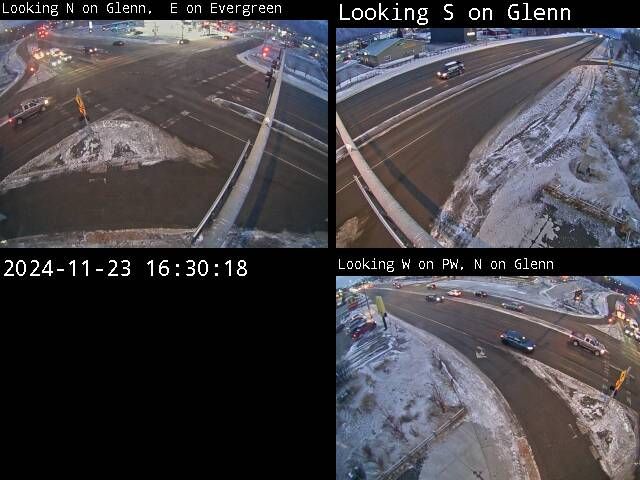 Looking N on Glenn,  E on Evergreen
Looking S on Glenn
2024-11-23 16:30:18
Looking W on PW, N on Glenn